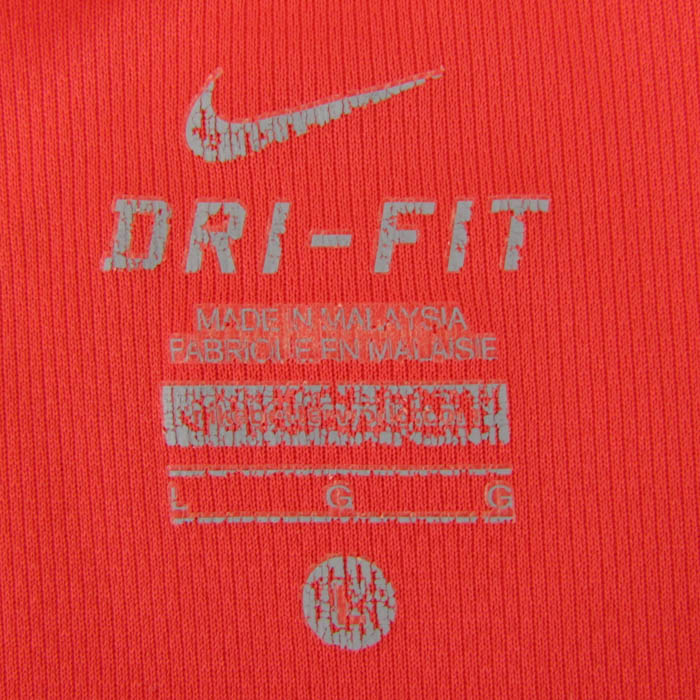 DRI-FIT
MADE IN MALAYSIA
FABRIQUE EN MALAISIE
L G G
L